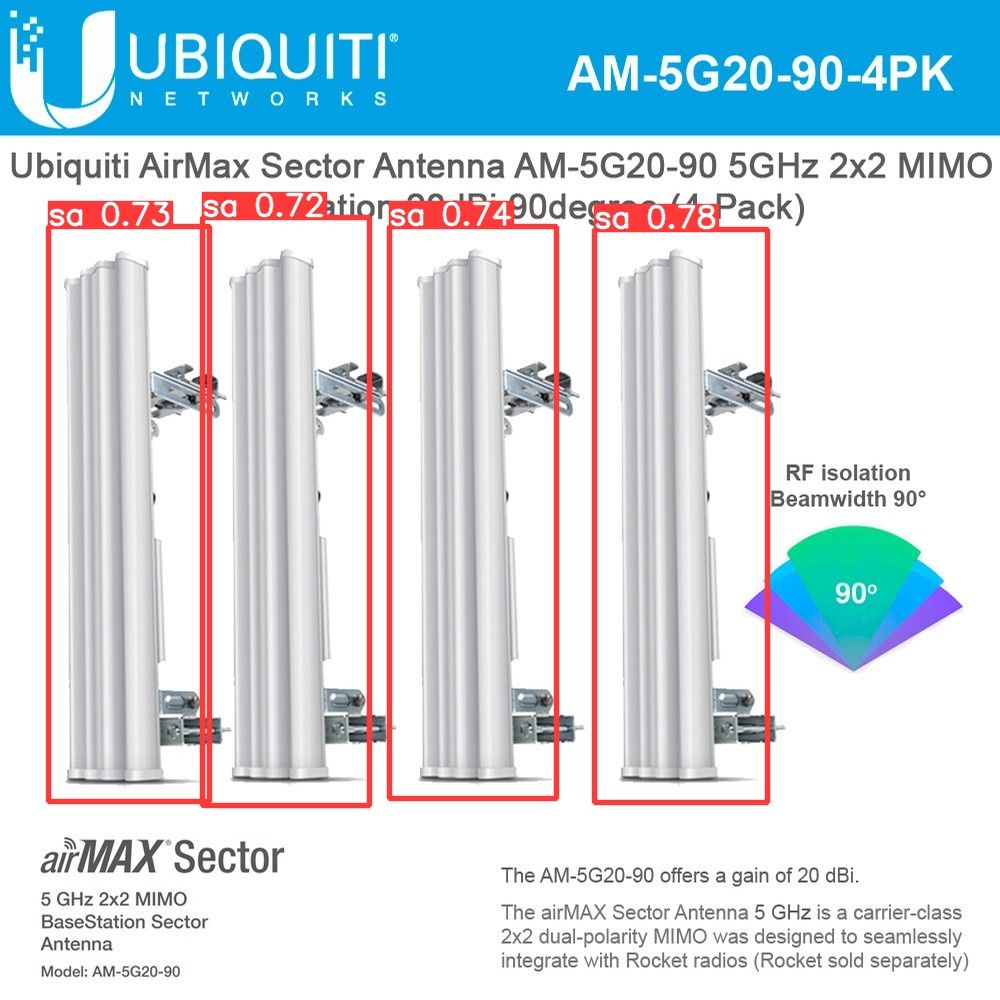 UBIQUITI®
NETWORKS
AM-5G20-90-4PK
Ubiquiti AirMax Sector Antenna AM-5G20-90 5GHz 2x2 MIMO
90degree (4 Pack)
sa 0.73
sa 0.72
sa 0.74
sa 0.78
RF isolation
Beamwidth 90°
90°
airMAX® Sector
5 GHz 2x2 MIMO
BaseStation Sector
Antenna
Model: AM-5G20-90
The AM-5G20-90 offers a gain of 20 dBi.
The airMAX Sector Antenna 5 GHz is a carrier-class
2x2 dual-polarity MIMO was designed to seamlessly
integrate with Rocket radios (Rocket sold separately)